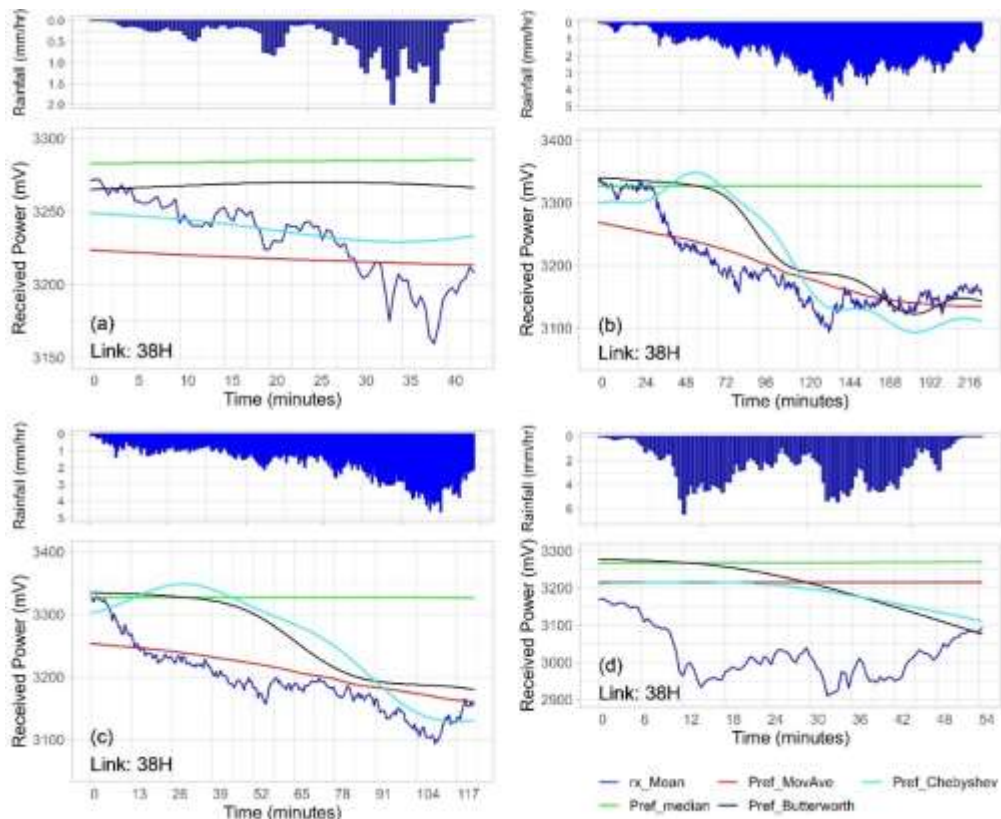 Rainfall (mm/hr)
0.0
0.5
1.0
1.5
2.0
Received Power (mV)
3300
3250
3200
3150
(a)
Link: 38H
0 5 10 15 20 25 30 35 40
Time (minutes)
Rainfall (mm/hr)
0
1
2
3
4
5
Received Power (mV)
3400
3300
3200
3100
(b)
Link: 38H
0 24 48 72 96 120 144 168 192 216
Time (minutes)
Rainfall (mm/hr)
0
1
2
3
4
5
Received Power (mV)
3400
3300
3200
3100
(c)
Link: 38H
0 13 26 39 52 65 78 91 104 117
Time (minutes)
Rainfall (mm/hr)
0
2
4
6
Received Power (mV)
3300
3200
3100
3000
2900
(d)
Link: 38H
0 6 12 18 24 30 36 42 48 54
Time (minutes)
rx_Mean Pref_MovAve Pref_Chebyshev
Pref_median Pref_Butterworth